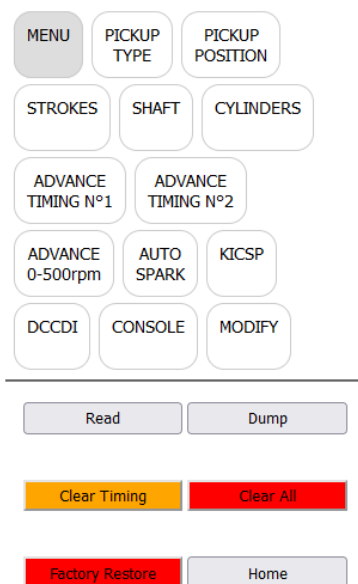 MENU PICKUP PICKUP
TYPE POSITION
STROKES SHAFT CYLINDERS
ADVANCE ADVANCE
TIMING N°1 TIMING N°2
ADVANCE AUTO KICSP
0-500rpm SPARK
DCCDI CONSOLE MODIFY
Read Dump
Clear Timing Clear All
Factory Restore Home